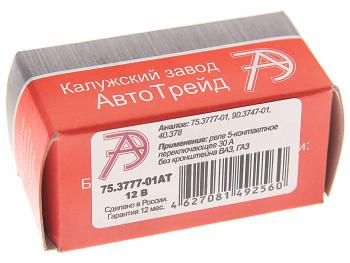 Калужский завод
АвтоТрейд
Аналог: 75.3777-01, 90.3747-01,
40.378
Применение: реле 5-контактное
переключающее 30 А
без кронштейна ВАЗ, ГАЗ
75.3777-01АТ
12 В
Сделано в России.
Гарантия 12 мес.
4 627081 492560